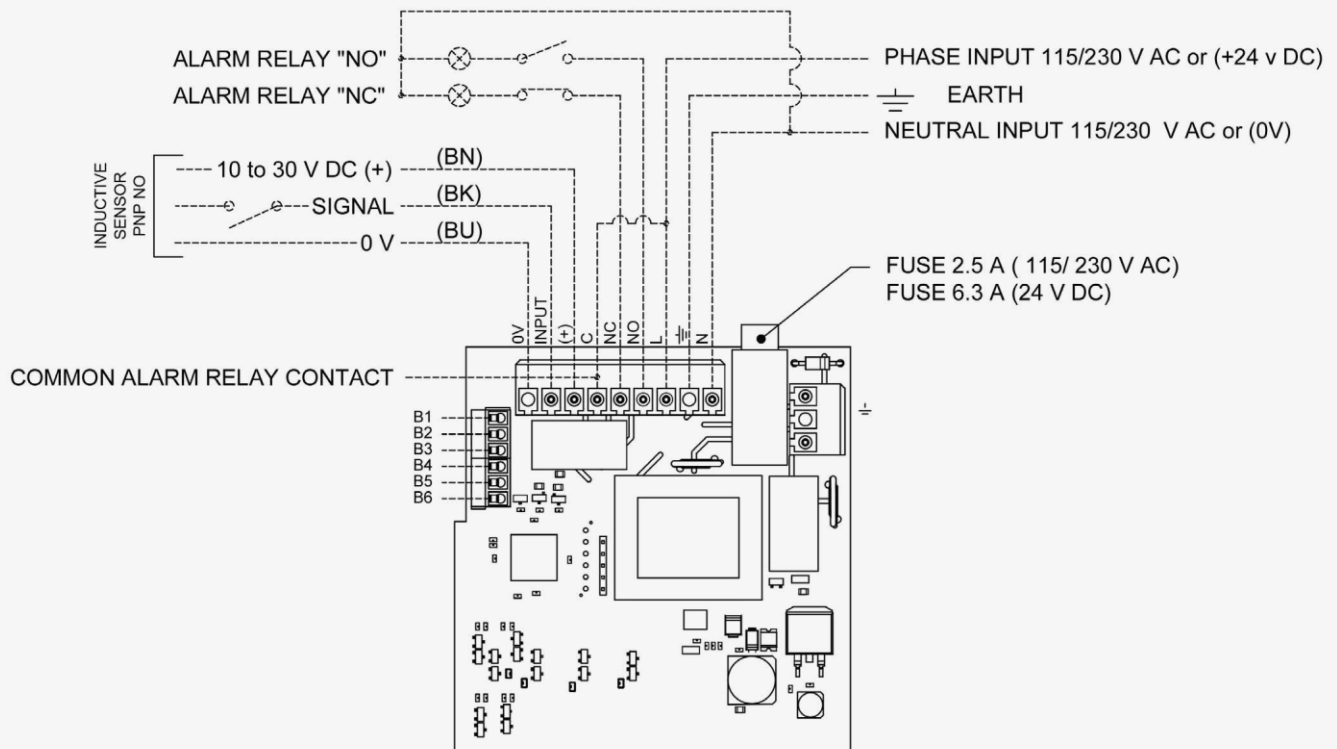 ALARM RELAY "NO"
ALARM RELAY "NC"
PHASE INPUT 115/230 V AC or (+24 v DC)
EARTH
NEUTRAL INPUT 115/230 V AC or (0V)
INDUCTIVE
SENSOR
PNP NO
10 to 30 V DC (+)
(BN)
SIGNAL
(BK)
0 V
(BU)
FUSE 2.5 A ( 115/ 230 V AC)
FUSE 6.3 A (24 V DC)
0V
INPUT
(+)
C
NC
NO
L
N
COMMON ALARM RELAY CONTACT
B1
B2
B3
B4
B5
B6